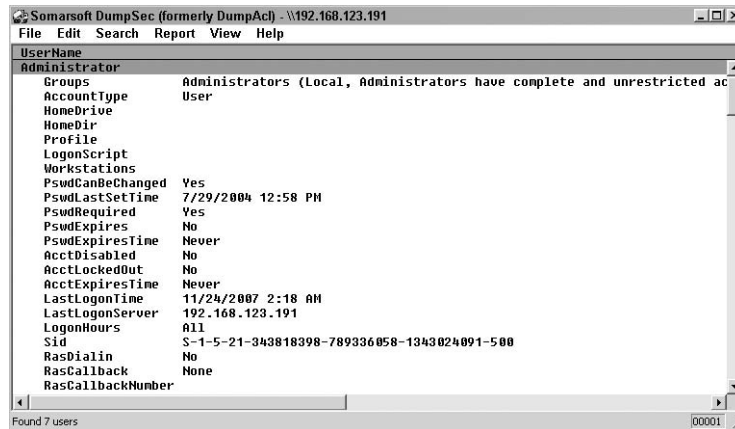 Somarsoft DumpSec (formerly DumpAcl) - \\192.168.123.191
File Edit Search Report View Help
UserName
Administrator
Groups Administrators (Local, Administrators have complete and unrestricted ac
AccountType User
HomeDrive
HomeDir
Profile
LogonScript
Workstations
PswdCanBeChanged Yes
PswdLastSetTime 7/29/2004 12:58 PM
PswdRequired Yes
PswdExpires No
PswdExpiresTime Never
AcctDisabled No
AcctLockedOut No
AcctExpiresTime Never
LastLogonTime 11/24/2007 2:18 AM
LastLogonServer 192.168.123.191
LogonHours All
Sid S-1-5-21-343818398-789336058-1343024091-500
RasDialin No
RasCallback None
RasCallbackNumber
Found 7 users 00001